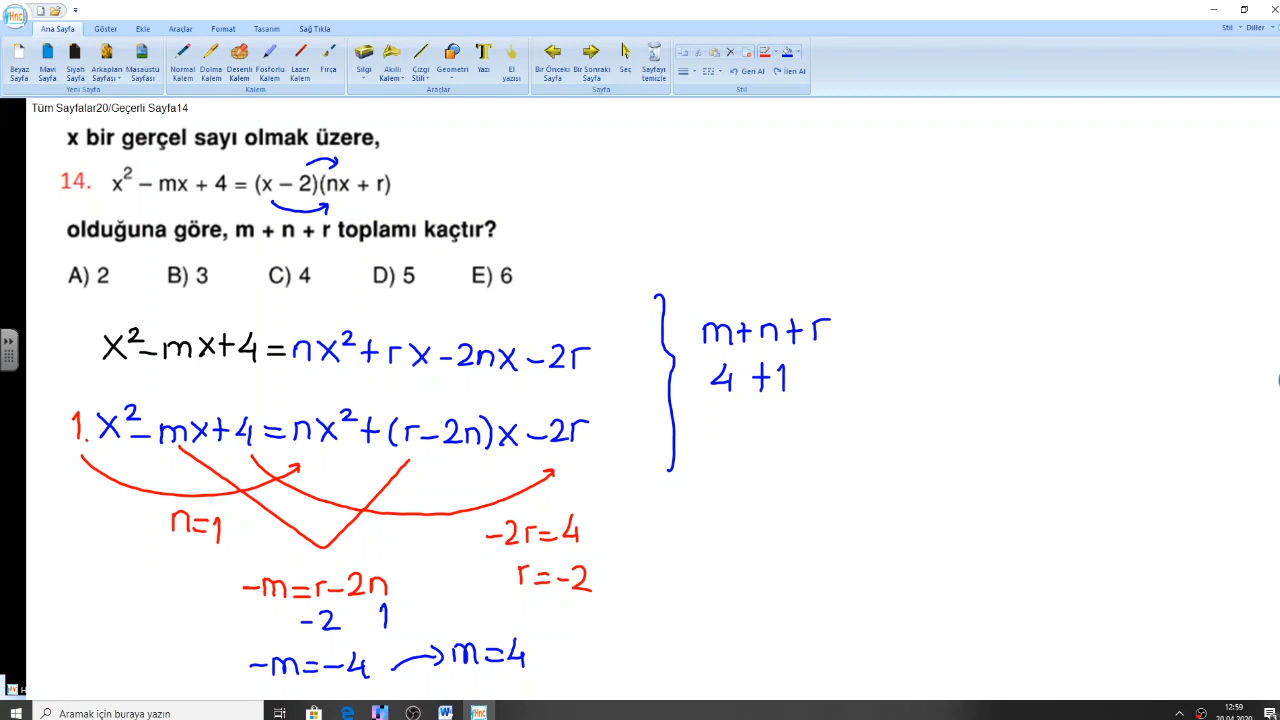 Ana Sayfa Göster Ekle Araçlar Format Tasarım Sağ Tıkla
Stil Diller
Beyaz Sayfa Mavi Sayfa Siyah Sayfa Arkaplan Sayfası Masaüstü Sayfası
Normal Kalem Dolma Kalem Desenli Kalem Fosforlu Kalem Lazer Kalem Fırça
Silgi Akıllı Kalem Çizgi Stili Geometri Yazı El yazısı
Bir Önceki Sayfa Bir Sonraki Sayfa Seç Sayfayı temizle
Geri Al İleri Al
Yeni Sayfa Kalem Araçlar Sayfa Stil
Tüm Sayfalar20/Geçerli Sayfa14
x bir gerçel sayı olmak üzere,
14. x² – mx + 4 = (x – 2)(nx + r)
olduğuna göre, m + n + r toplamı kaçtır?
A) 2 B) 3 C) 4 D) 5 E) 6
x²-mx+4=nx²+rx-2nx-2r
1.x²-mx+4=nx²+(r-2n)x-2r
n=1
-2r=4
r=-2
-m=r-2n
-2 1
-m=-4 → m=4
m+n+r
4 +1
Aramak için buraya yazın
12:59
20.04.2020